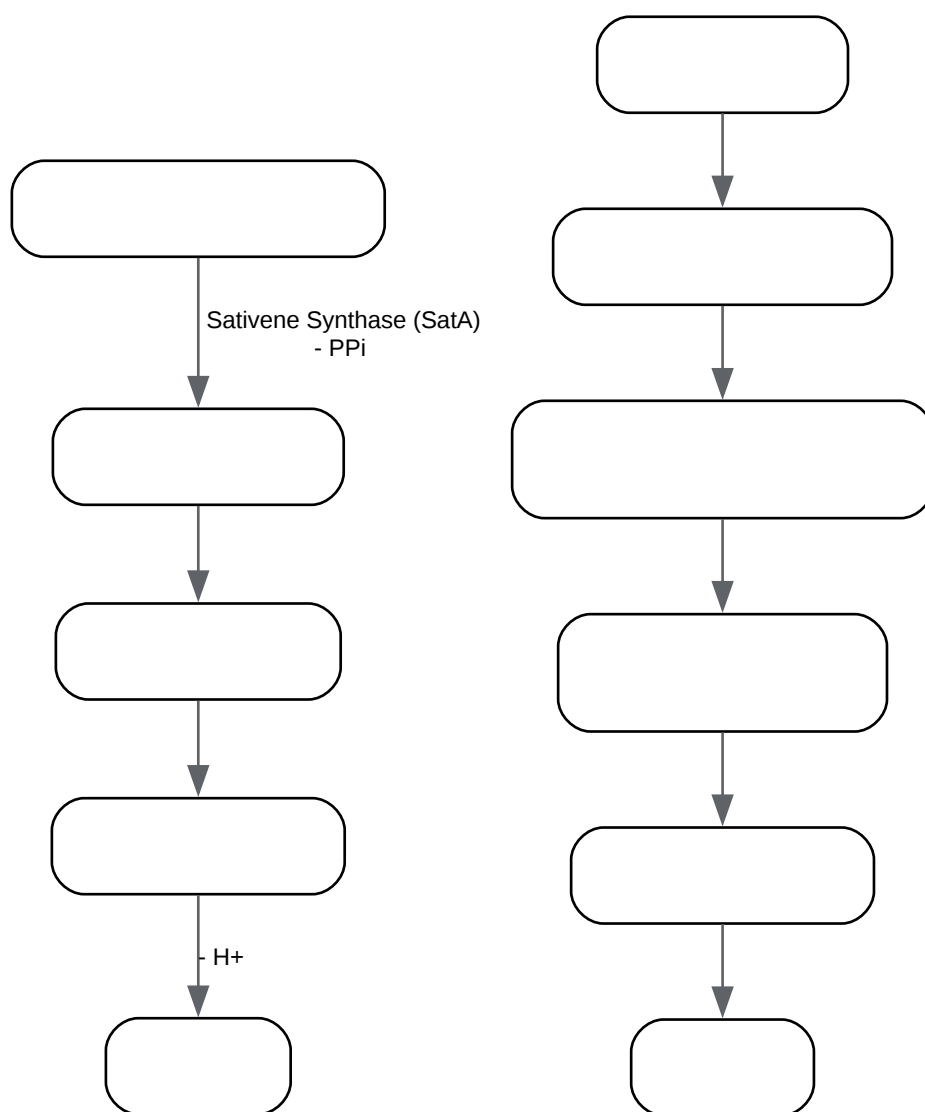 Sativene Synthase (SatA)
- PPi
- H+